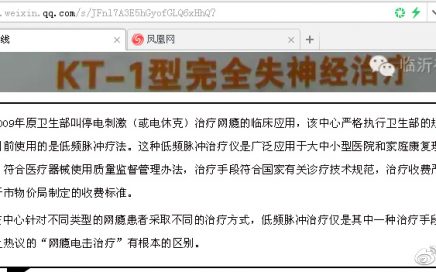 .weixin.qq.com/s/JFnl7A3E5hGyofGLQ6xHhQ?
线
凤凰网
KT-1型完全失神经治疗
临沂
009年原卫生部叫停电刺激（或电休克）治疗网瘾的临床应用，该中心严格执行卫生部的规
前使用的是低频脉冲疗法。这种低频脉冲治疗仪是广泛应用于大中小型医院和家庭康复理
符合医疗器械使用质量监督管理办法，治疗手段符合国家有关诊疗技术规范，治疗收费严
市物价局制定的收费标准。
中心针对不同类型的网瘾患者采取不同的治疗方式，低频脉冲治疗仪是其中一种治疗手段
热议的“网瘾电击治疗”有根本的区别。